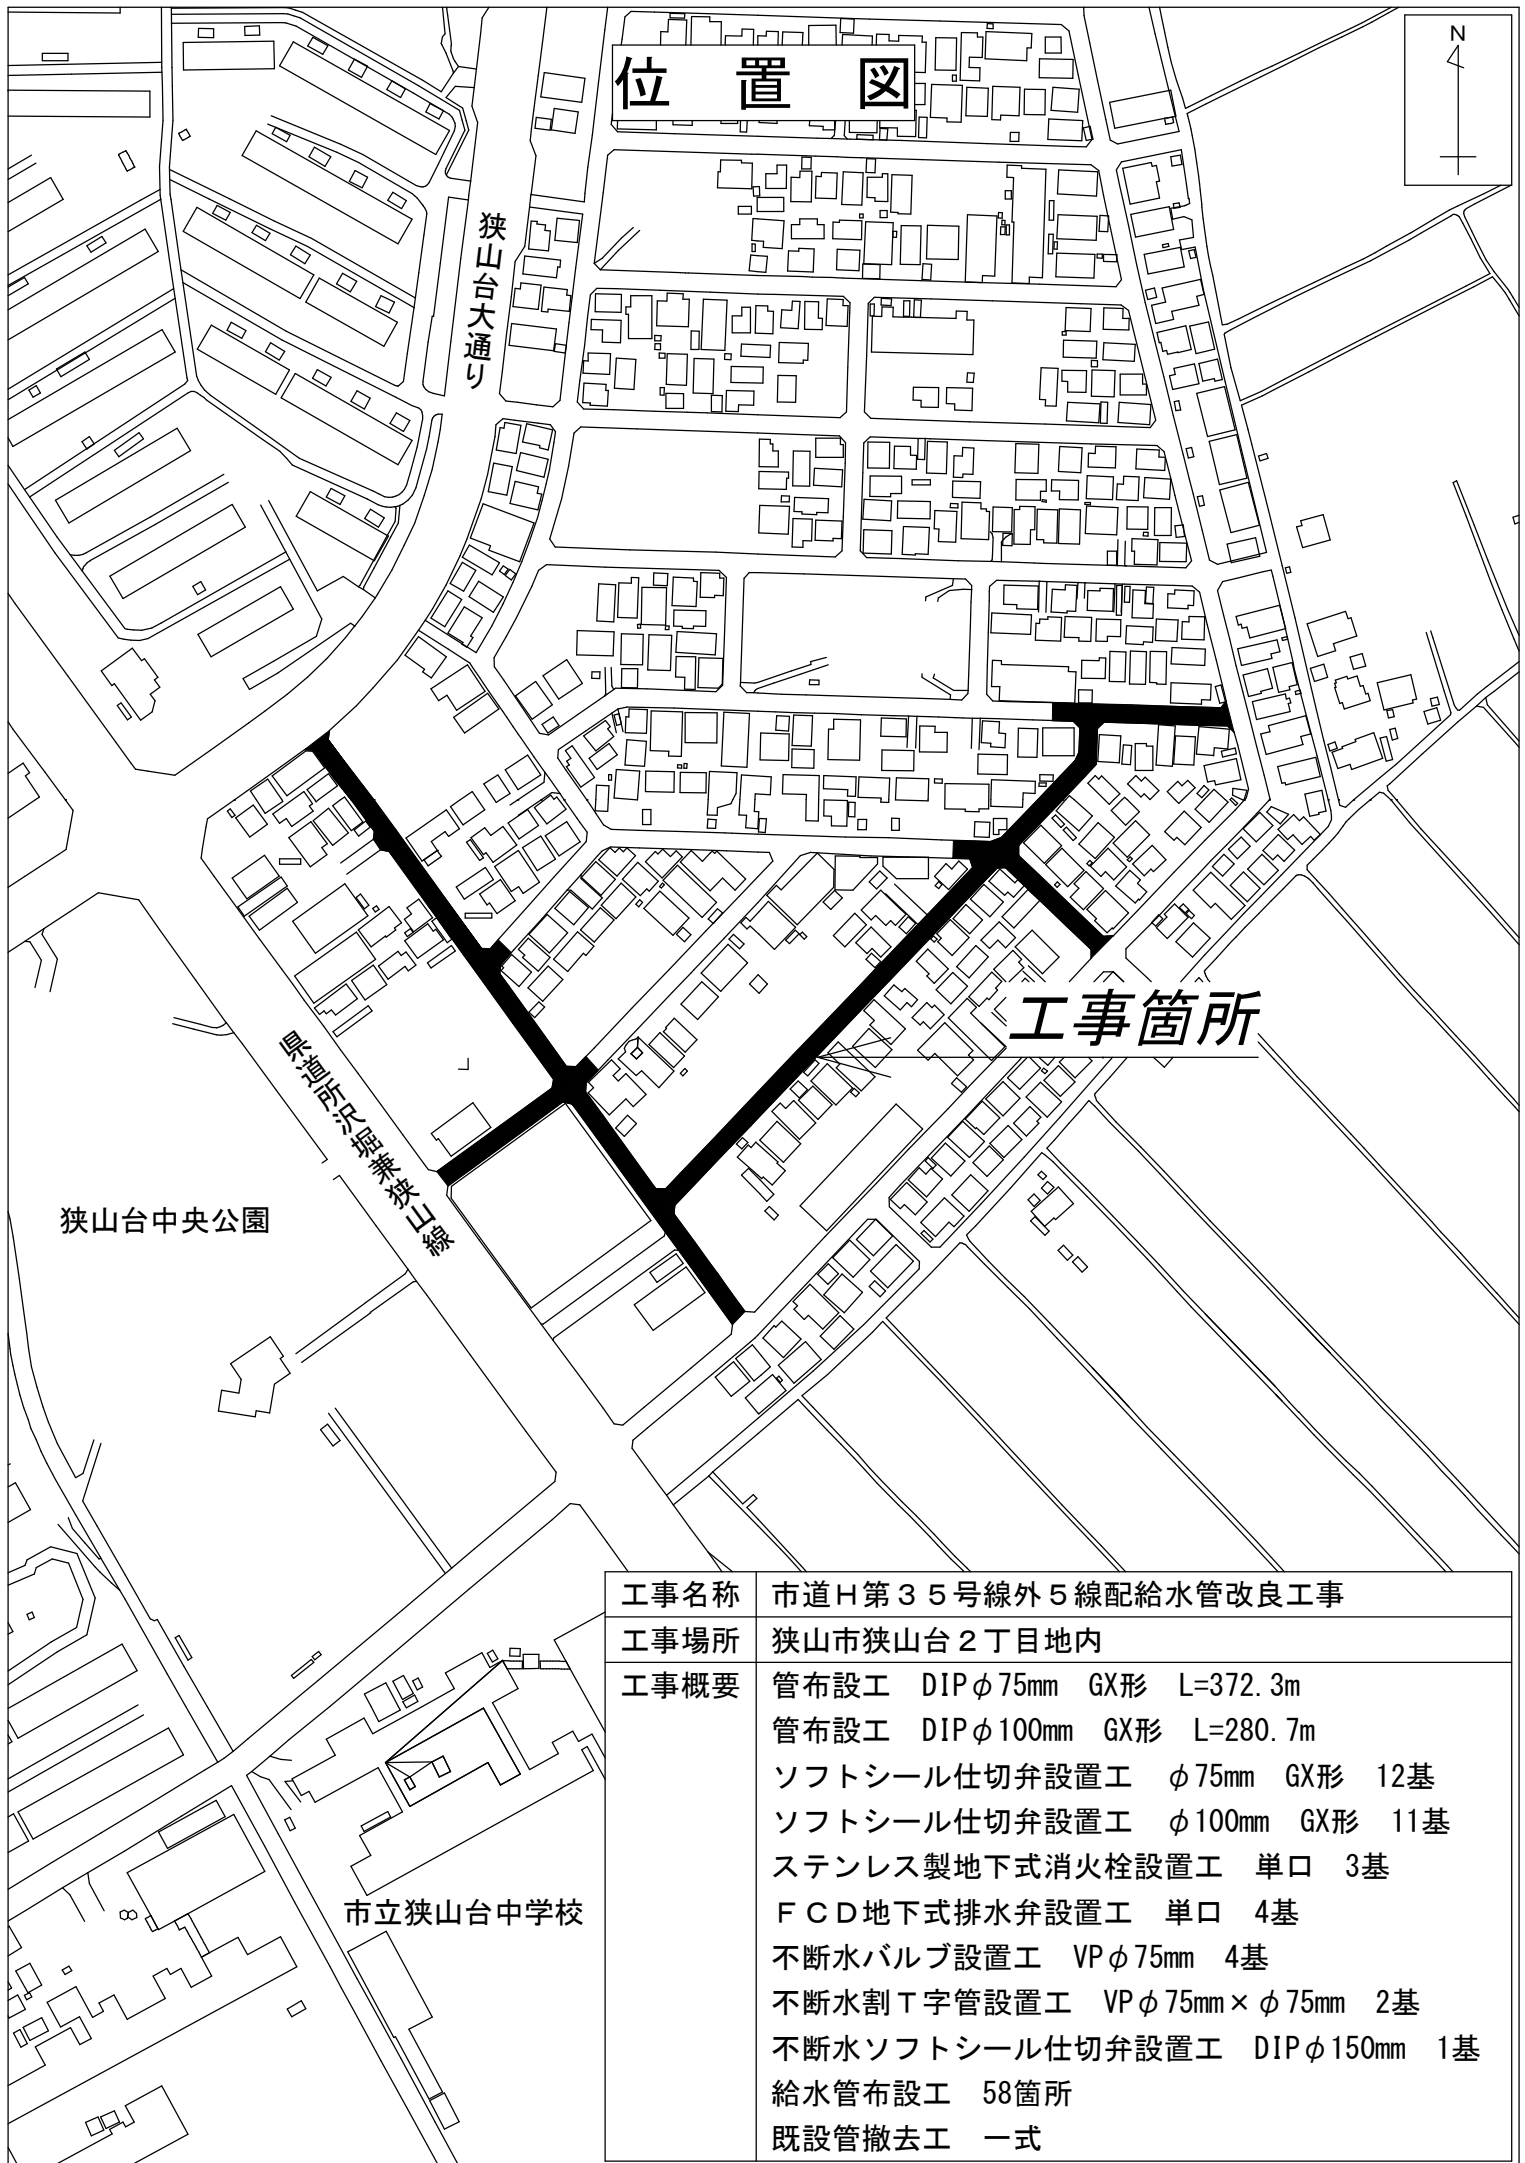 位　置　図
N
狭山台大通り
工事箇所
県道所沢堀兼狭山線
狭山台中央公園
市立狭山台中学校
工事名称　市道Ｈ第３５号線外５線配給水管改良工事
工事場所　狭山市狭山台２丁目地内
工事概要　管布設工　DIPφ75mm　GX形　L=372.3m
管布設工　DIPφ100mm　GX形　L=280.7m
ソフトシール仕切弁設置工　φ75mm　GX形　12基
ソフトシール仕切弁設置工　φ100mm　GX形　11基
ステンレス製地下式消火栓設置工　単口　3基
ＦＣＤ地下式排水弁設置工　単口　4基
不断水バルブ設置工　VPφ75mm　4基
不断水割Ｔ字管設置工　VPφ75mm×φ75mm　2基
不断水ソフトシール仕切弁設置工　DIPφ150mm　1基
給水管布設工　58箇所
既設管撤去工　一式